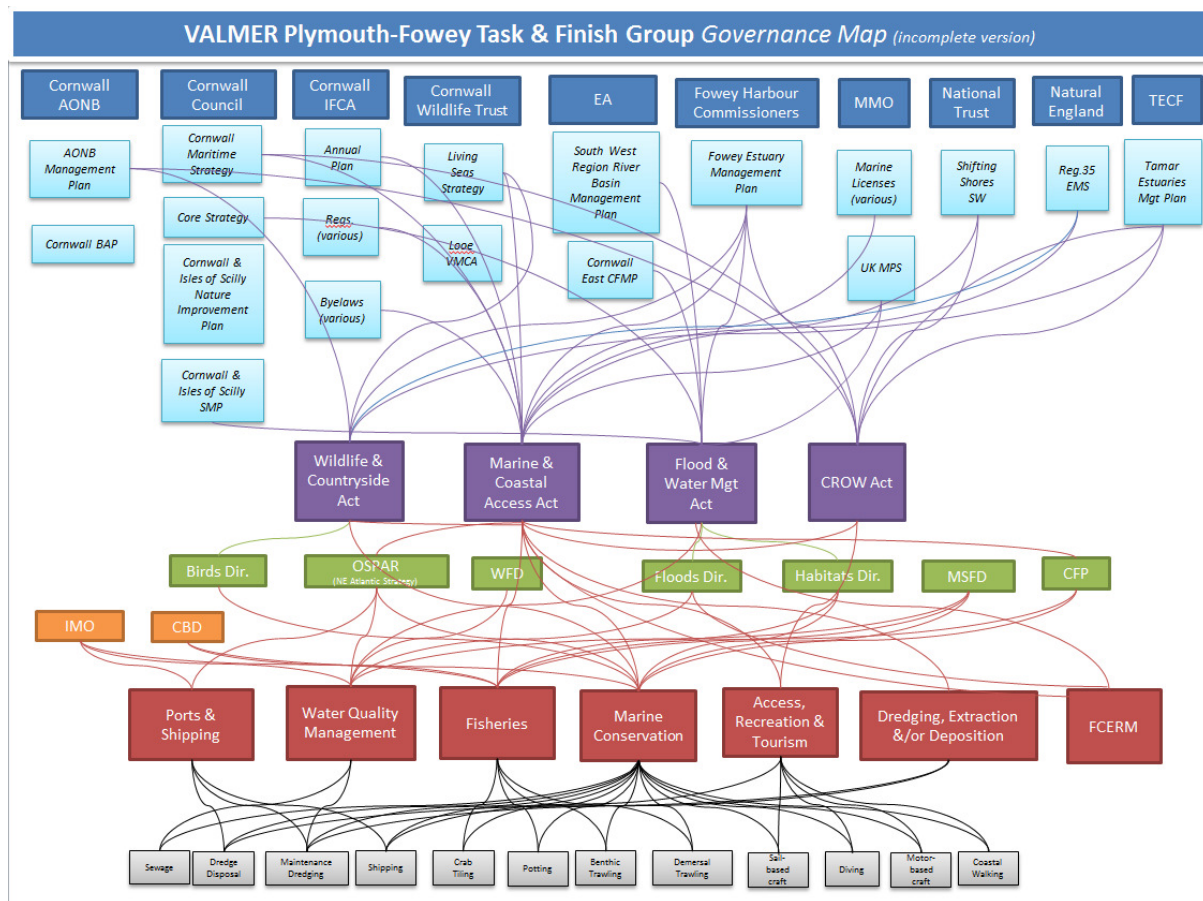 VALMER Plymouth-Fowey Task & Finish Group Governance Map (incomplete version)
Cornwall
AONB
Cornwall
Council
Cornwall
IFCA
Cornwall
Wildlife Trust
EA
Fowey Harbour
Commissioners
MMO
National
Trust
Natural
England
TECF
AONB
Management
Plan
Cornwall BAP
Cornwall
Maritime
Strategy
Core Strategy
Cornwall &
Isles of Scilly
Nature
Improvement
Plan
Cornwall &
Isles of Scilly
SMP
Annual
Plan
Regs.
(various)
Byelaws
(various)
Living
Seas
Strategy
Looe
VMCA
South West
Region River
Basin
Management
Plan
Cornwall
East CFMP
Fowey Estuary
Management
Plan
Marine
Licenses
(various)
UK MPS
Shifting
Shores
SW
Reg.35
EMS
Tamar
Estuaries
Mgt Plan
Wildlife &
Countryside
Act
Marine &
Coastal
Access Act
Flood &
Water Mgt
Act
CROW Act
Birds Dir.
OSPAR
(NE Atlantic Strategy)
WFD
Floods Dir.
Habitats Dir.
MSFD
CFP
IMO
CBD
Ports &
Shipping
Water Quality
Management
Fisheries
Marine
Conservation
Access,
Recreation &
Tourism
Dredging, Extraction
&/or Deposition
FCERM
Sewage
Dredge
Disposal
Maintenance
Dredging
Shipping
Crab
Tiling
Potting
Benthic
Trawling
Demersal
Trawling
Sail-
based
craft
Diving
Motor-
based
craft
Coastal
Walking